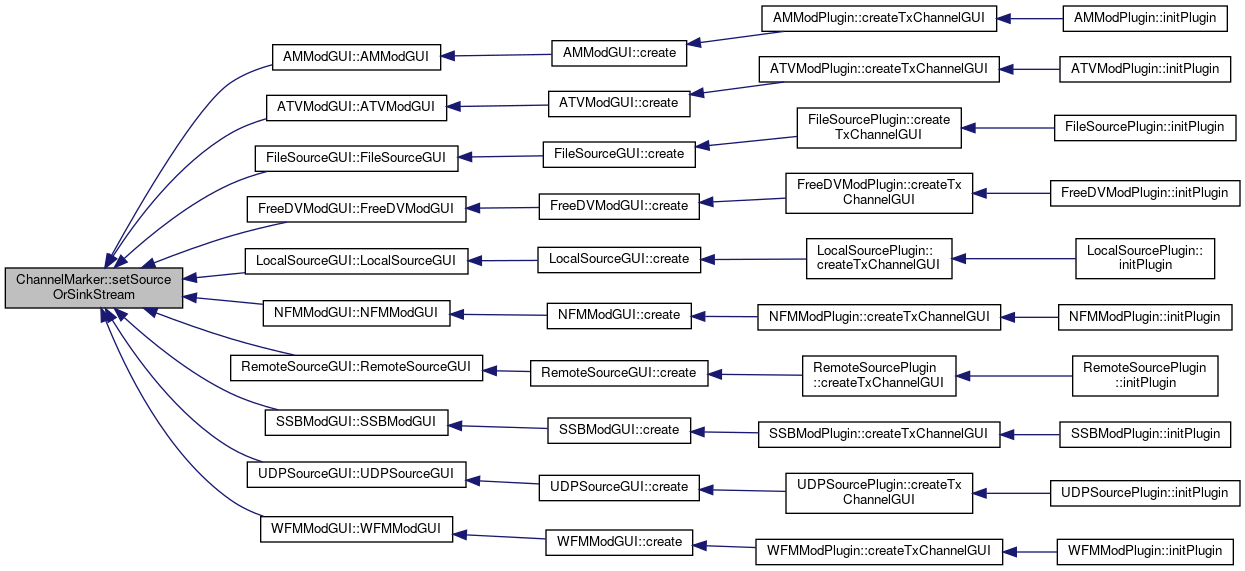 AMModPlugin::createTxChannelGUI
AMModPlugin::initPlugin
AMModGUI::AMModGUI
AMModGUI::create
ATVModPlugin::createTxChannelGUI
ATVModPlugin::initPlugin
ATVModGUI::ATVModGUI
ATVModGUI::create
FileSourcePlugin::create
TxChannelGUI
FileSourcePlugin::initPlugin
FileSourceGUI::FileSourceGUI
FileSourceGUI::create
FreeDVModPlugin::createTx
ChannelGUI
FreeDVModPlugin::initPlugin
FreeDVModGUI::FreeDVModGUI
FreeDVModGUI::create
LocalSourcePlugin::
createTxChannelGUI
LocalSourcePlugin::
initPlugin
LocalSourceGUI::LocalSourceGUI
LocalSourceGUI::create
ChannelMarker::setSource
OrSinkStream
NFMModGUI::NFMModGUI
NFMModGUI::create
NFMModPlugin::createTxChannelGUI
NFMModPlugin::initPlugin
RemoteSourceGUI::RemoteSourceGUI
RemoteSourceGUI::create
RemoteSourcePlugin
::createTxChannelGUI
RemoteSourcePlugin
::initPlugin
SSBModGUI::SSBModGUI
SSBModGUI::create
SSBModPlugin::createTxChannelGUI
SSBModPlugin::initPlugin
UDPSourceGUI::UDPSourceGUI
UDPSourceGUI::create
UDPSourcePlugin::createTx
ChannelGUI
UDPSourcePlugin::initPlugin
WFMModGUI::WFMModGUI
WFMModGUI::create
WFMModPlugin::createTxChannelGUI
WFMModPlugin::initPlugin